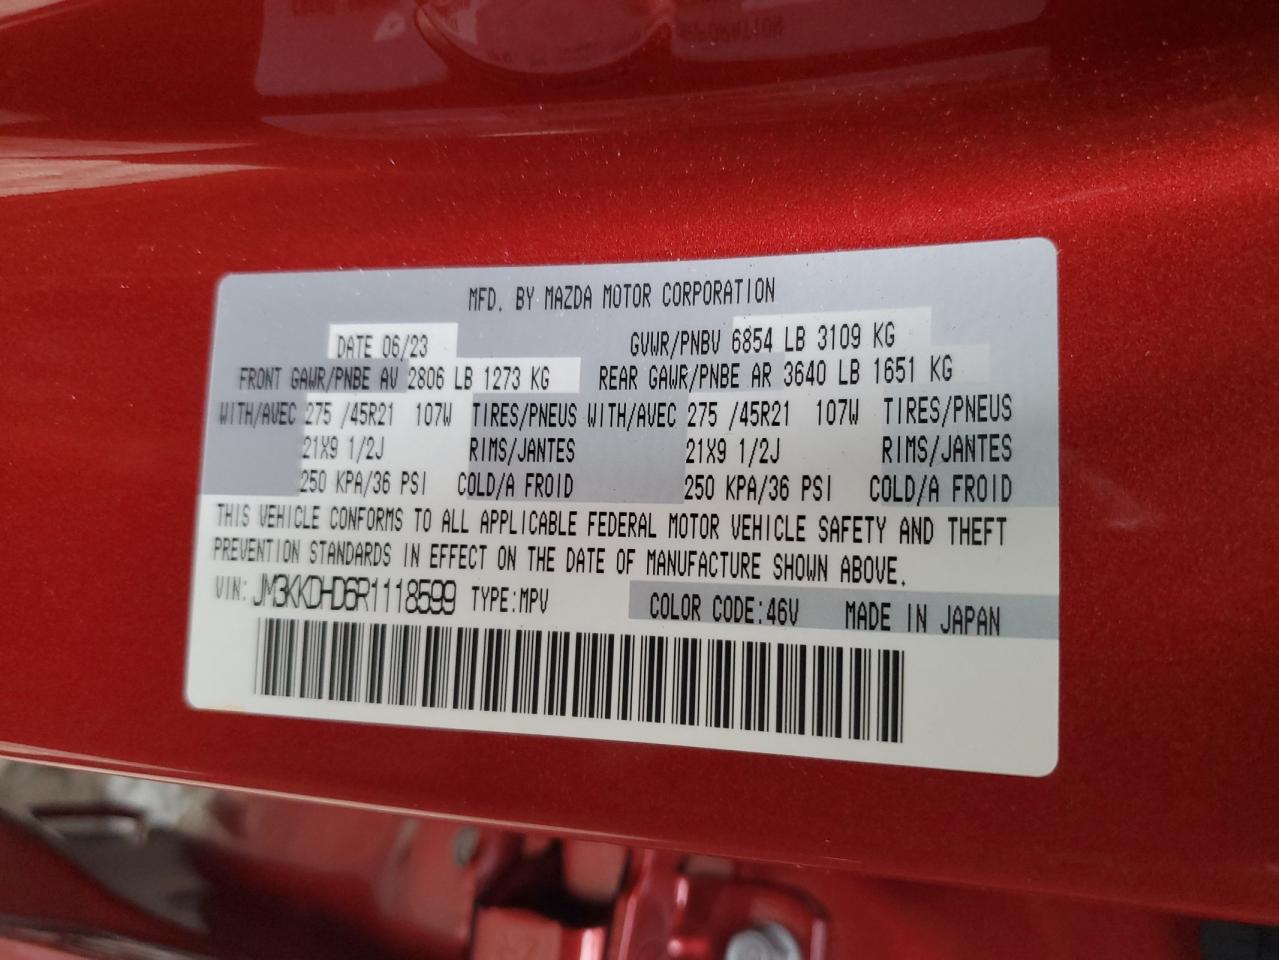 MFD. BY MAZDA MOTOR CORPORATION
DATE 06/23 GVWR/PNBV 6854 LB 3109 KG
FRONT GAWR/PNBE AV 2806 LB 1273 KG REAR GAWR/PNBE AR 3640 LB 1651 KG
WITH/AVEC 275 /45R21 107W TIRES/PNEUS WITH/AVEC 275 /45R21 107W TIRES/PNEUS
21X9 1/2J RIMS/JANTES 21X9 1/2J RIMS/JANTES
250 KPA/36 PSI COLD/A FROID 250 KPA/36 PSI COLD/A FROID
THIS VEHICLE CONFORMS TO ALL APPLICABLE FEDERAL MOTOR VEHICLE SAFETY AND THEFT
PREVENTION STANDARDS IN EFFECT ON THE DATE OF MANUFACTURE SHOWN ABOVE.
VIN: JM3KKDHD6R1118599 TYPE:MPV COLOR CODE:46V MADE IN JAPAN